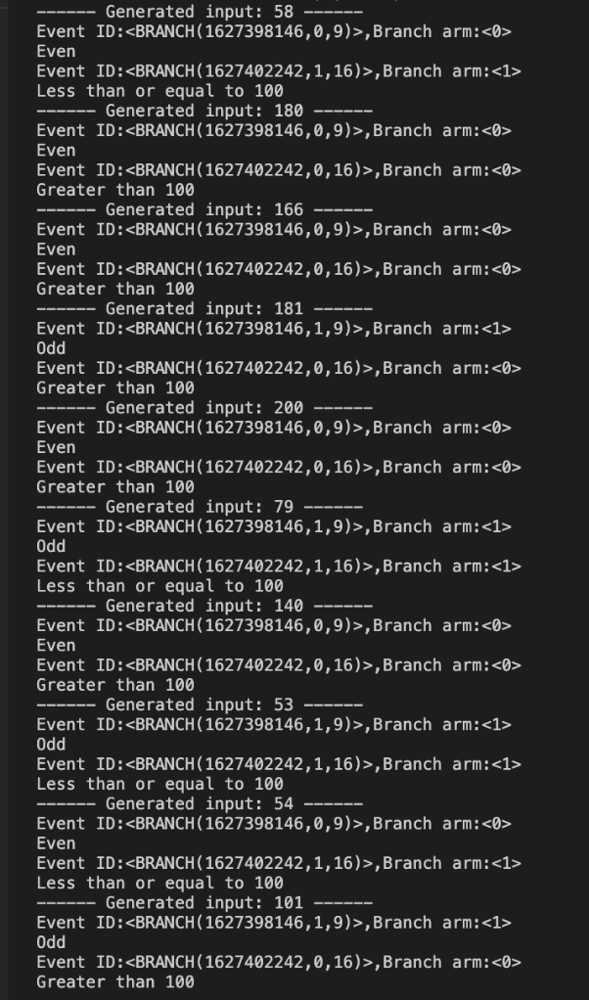 ------ Generated input: 58 ------
Event ID:<BRANCH(1627398146,0,9)>,Branch arm:<0>
Even
Event ID:<BRANCH(1627402242,1,16)>,Branch arm:<1>
Less than or equal to 100
------ Generated input: 180 ------
Event ID:<BRANCH(1627398146,0,9)>,Branch arm:<0>
Even
Event ID:<BRANCH(1627402242,0,16)>,Branch arm:<0>
Greater than 100
------ Generated input: 166 ------
Event ID:<BRANCH(1627398146,0,9)>,Branch arm:<0>
Even
Event ID:<BRANCH(1627402242,0,16)>,Branch arm:<0>
Greater than 100
------ Generated input: 181 ------
Event ID:<BRANCH(1627398146,1,9)>,Branch arm:<1>
Odd
Event ID:<BRANCH(1627402242,0,16)>,Branch arm:<0>
Greater than 100
------ Generated input: 200 ------
Event ID:<BRANCH(1627398146,0,9)>,Branch arm:<0>
Even
Event ID:<BRANCH(1627402242,0,16)>,Branch arm:<0>
Greater than 100
------ Generated input: 79 ------
Event ID:<BRANCH(1627398146,1,9)>,Branch arm:<1>
Odd
Event ID:<BRANCH(1627402242,1,16)>,Branch arm:<1>
Less than or equal to 100
------ Generated input: 140 ------
Event ID:<BRANCH(1627398146,0,9)>,Branch arm:<0>
Even
Event ID:<BRANCH(1627402242,0,16)>,Branch arm:<0>
Greater than 100
------ Generated input: 53 ------
Event ID:<BRANCH(1627398146,1,9)>,Branch arm:<1>
Odd
Event ID:<BRANCH(1627402242,1,16)>,Branch arm:<1>
Less than or equal to 100
------ Generated input: 54 ------
Event ID:<BRANCH(1627398146,0,9)>,Branch arm:<0>
Even
Event ID:<BRANCH(1627402242,1,16)>,Branch arm:<1>
Less than or equal to 100
------ Generated input: 101 ------
Event ID:<BRANCH(1627398146,1,9)>,Branch arm:<1>
Odd
Event ID:<BRANCH(1627402242,0,16)>,Branch arm:<0>
Greater than 100